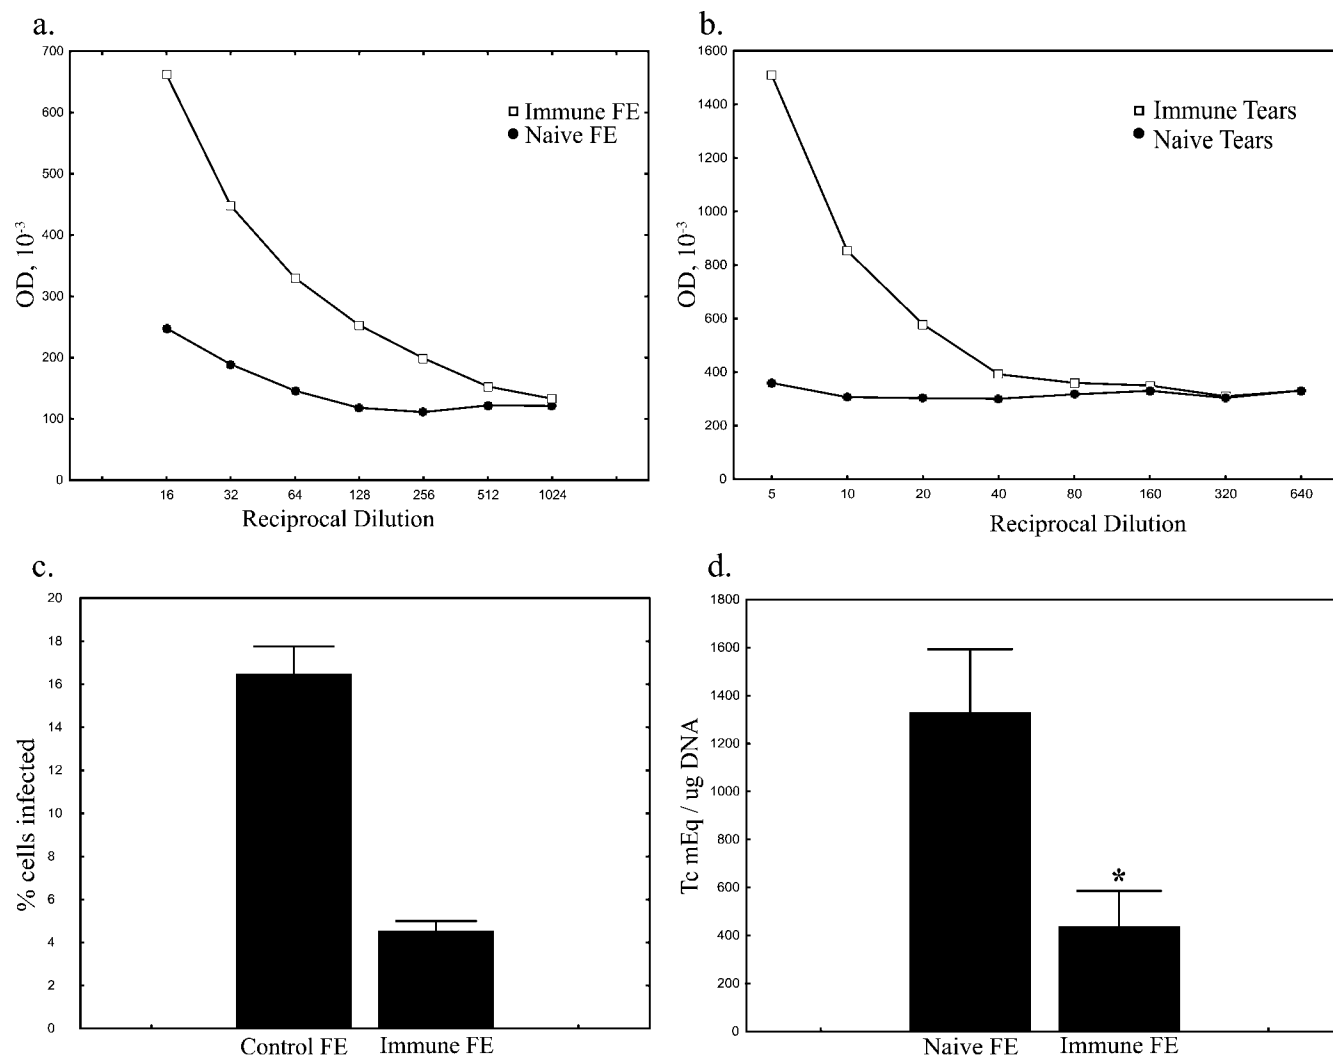 a.
700
600
500
400
300
200
100
0
OD, 10-3
Immune FE
Naive FE
16 32 64 128 256 512 1024
Reciprocal Dilution
b.
1600
1400
1200
1000
800
600
400
200
0
OD, 10-3
Immune Tears
Naive Tears
5 10 20 40 80 160 320 640
Reciprocal Dilution
c.
20
18
16
14
12
10
8
6
4
2
0
% cells infected
Control FE Immune FE
d.
1800
1600
1400
1200
1000
800
600
400
200
0
Tc mEq / ug DNA
*
Naive FE Immune FE